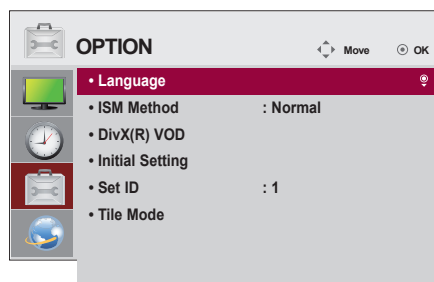 OPTION Move OK
• Language
• ISM Method : Normal
• DivX(R) VOD
• Initial Setting
• Set ID : 1
• Tile Mode